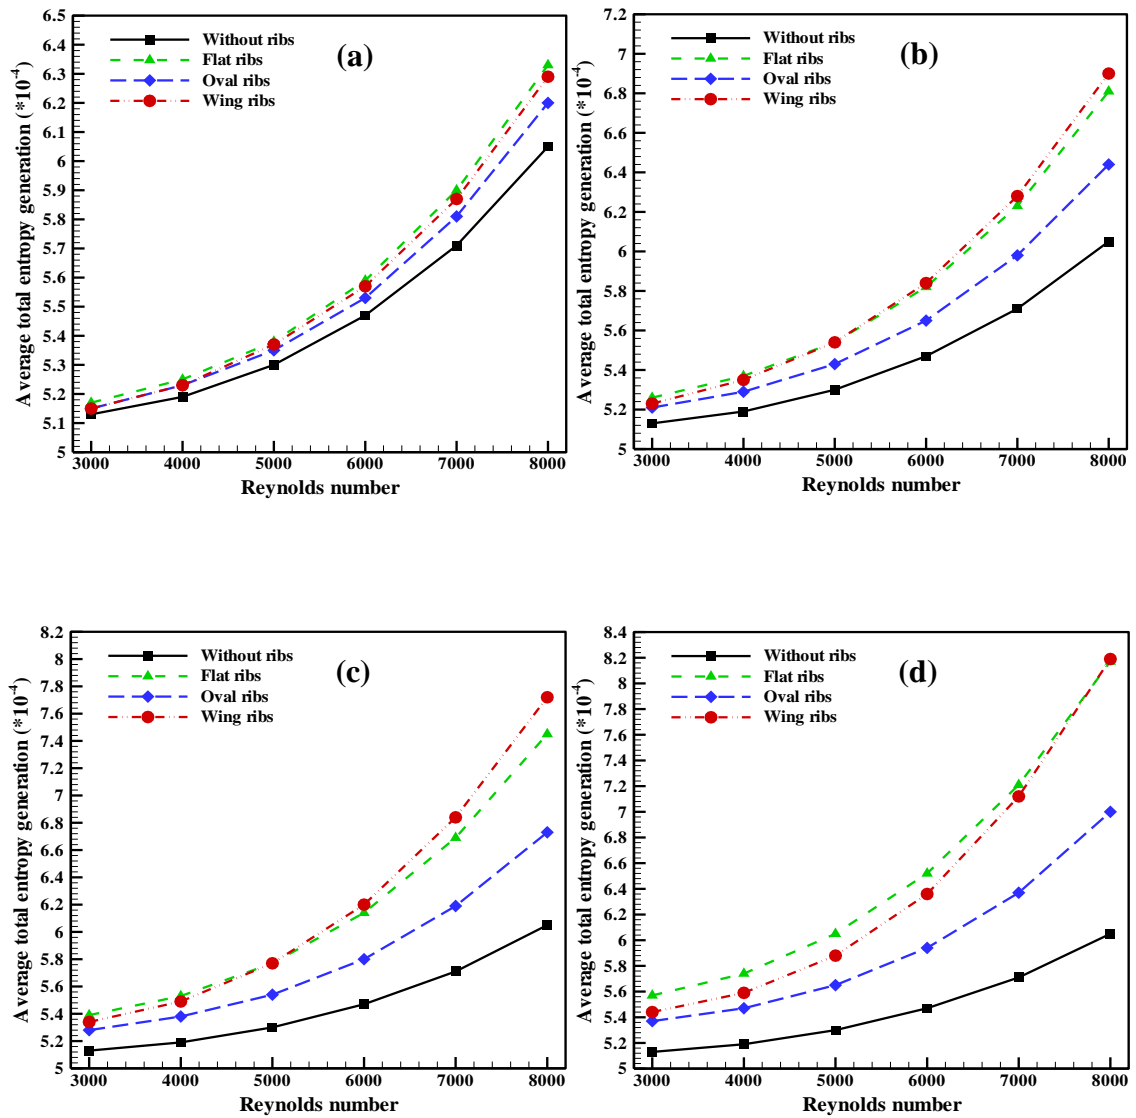 6.5
6.4
6.3
6.2
6.1
6
5.9
5.8
5.7
5.6
5.5
5.4
5.3
5.2
5.1
5
Average total entropy generation (*10-4)
Without ribs
Flat ribs
Oval ribs
Wing ribs
(a)
3000 4000 5000 6000 7000 8000
Reynolds number
7.2
7
6.8
6.6
6.4
6.2
6
5.8
5.6
5.4
5.2
5
Average total entropy generation (*10-4)
Without ribs
Flat ribs
Oval ribs
Wing ribs
(b)
3000 4000 5000 6000 7000 8000
Reynolds number
8.2
8
7.8
7.6
7.4
7.2
7
6.8
6.6
6.4
6.2
6
5.8
5.6
5.4
5.2
5
Average total entropy generation (*10-4)
Without ribs
Flat ribs
Oval ribs
Wing ribs
(c)
3000 4000 5000 6000 7000 8000
Reynolds number
8.4
8.2
8
7.8
7.6
7.4
7.2
7
6.8
6.6
6.4
6.2
6
5.8
5.6
5.4
5.2
5
Average total entropy generation (*10-4)
Without ribs
Flat ribs
Oval ribs
Wing ribs
(d)
3000 4000 5000 6000 7000 8000
Reynolds number